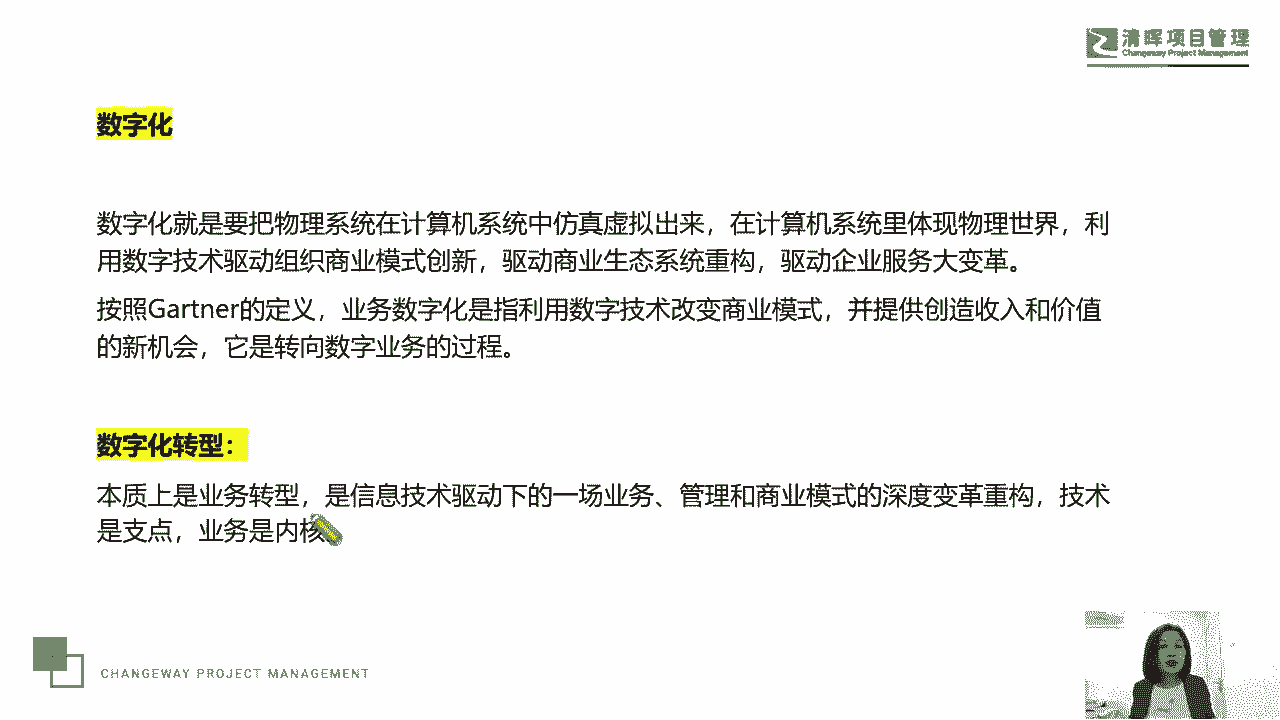 清晖项目管理
Changeway Project Management
数字化
数字化就是要把物理系统在计算机系统中仿真虚拟出来，在计算机系统里体现物理世界，利
用数字技术驱动组织商业模式创新，驱动商业生态系统重构，驱动企业服务大变革。
按照Gartner的定义，业务数字化是指利用数字技术改变商业模式，并提供创造收入和价值
的新机会，它是转向数字业务的过程。
数字化转型：
本质上是业务转型，是信息技术驱动下的一场业务、管理和商业模式的深度变革重构，技术
是支点，业务是内核
CHANGEWAY PROJECT MANAGEMENT